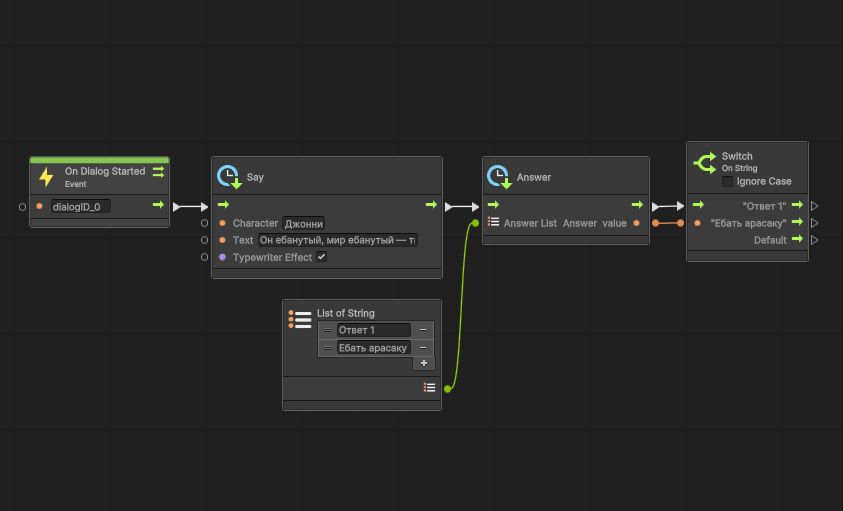 On Dialog Started
Event
dialogID_0
Say
Character Джонни
Text Он ебанутый, мир ебанутый —
Typewriter Effect
List of String
Ответ 1
Ебать арасаку
Answer
Answer List Answer value
Switch
On String
Ignore Case
"Ответ 1"
"Ебать арасаку"
Default